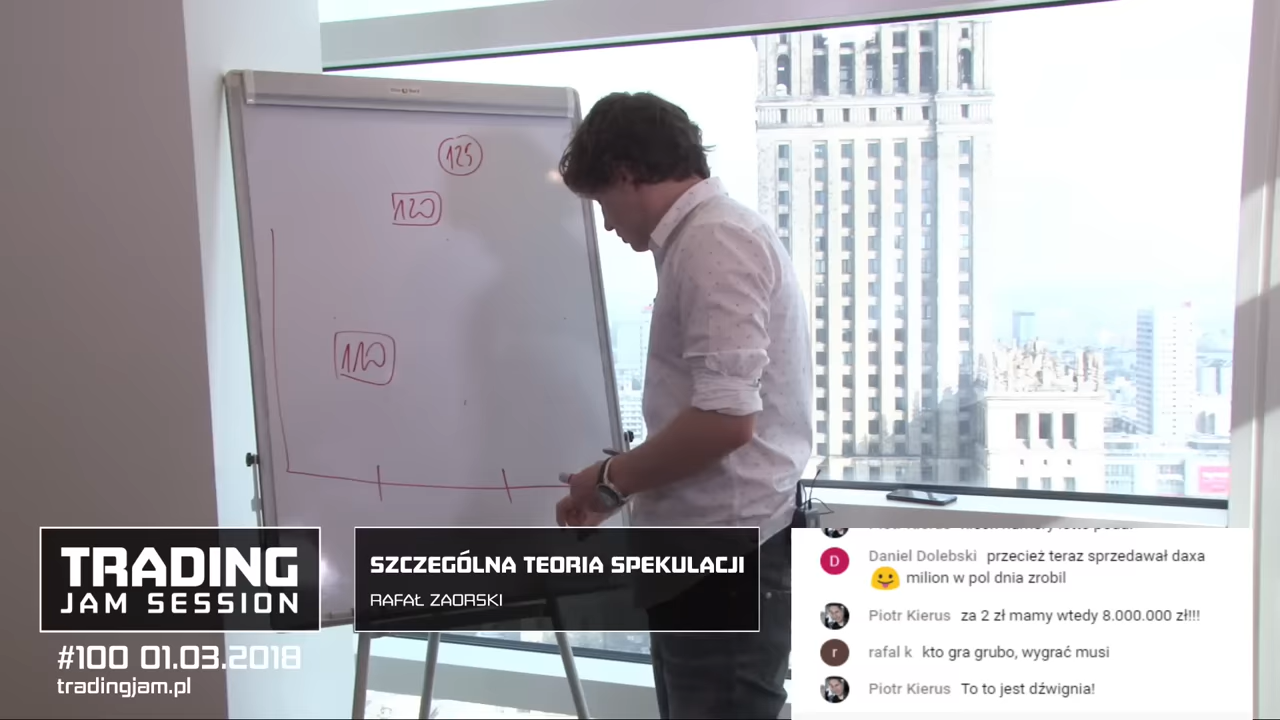 125
120
110
TRADING
JAM SESSION
#100 01.03.2018
tradingjam.pl
SZCZEGÓLNA TEORIA SPEKULACJI
RAFAŁ ZAORSKI
Daniel Dolebski przecież teraz sprzedawał daxa
milion w pol dnia zrobil
Piotr Kierus za 2 zł mamy wtedy 8.000.000 zł!!!
rafal k kto gra grubo, wygrać musi
Piotr Kierus To to jest dźwignia!